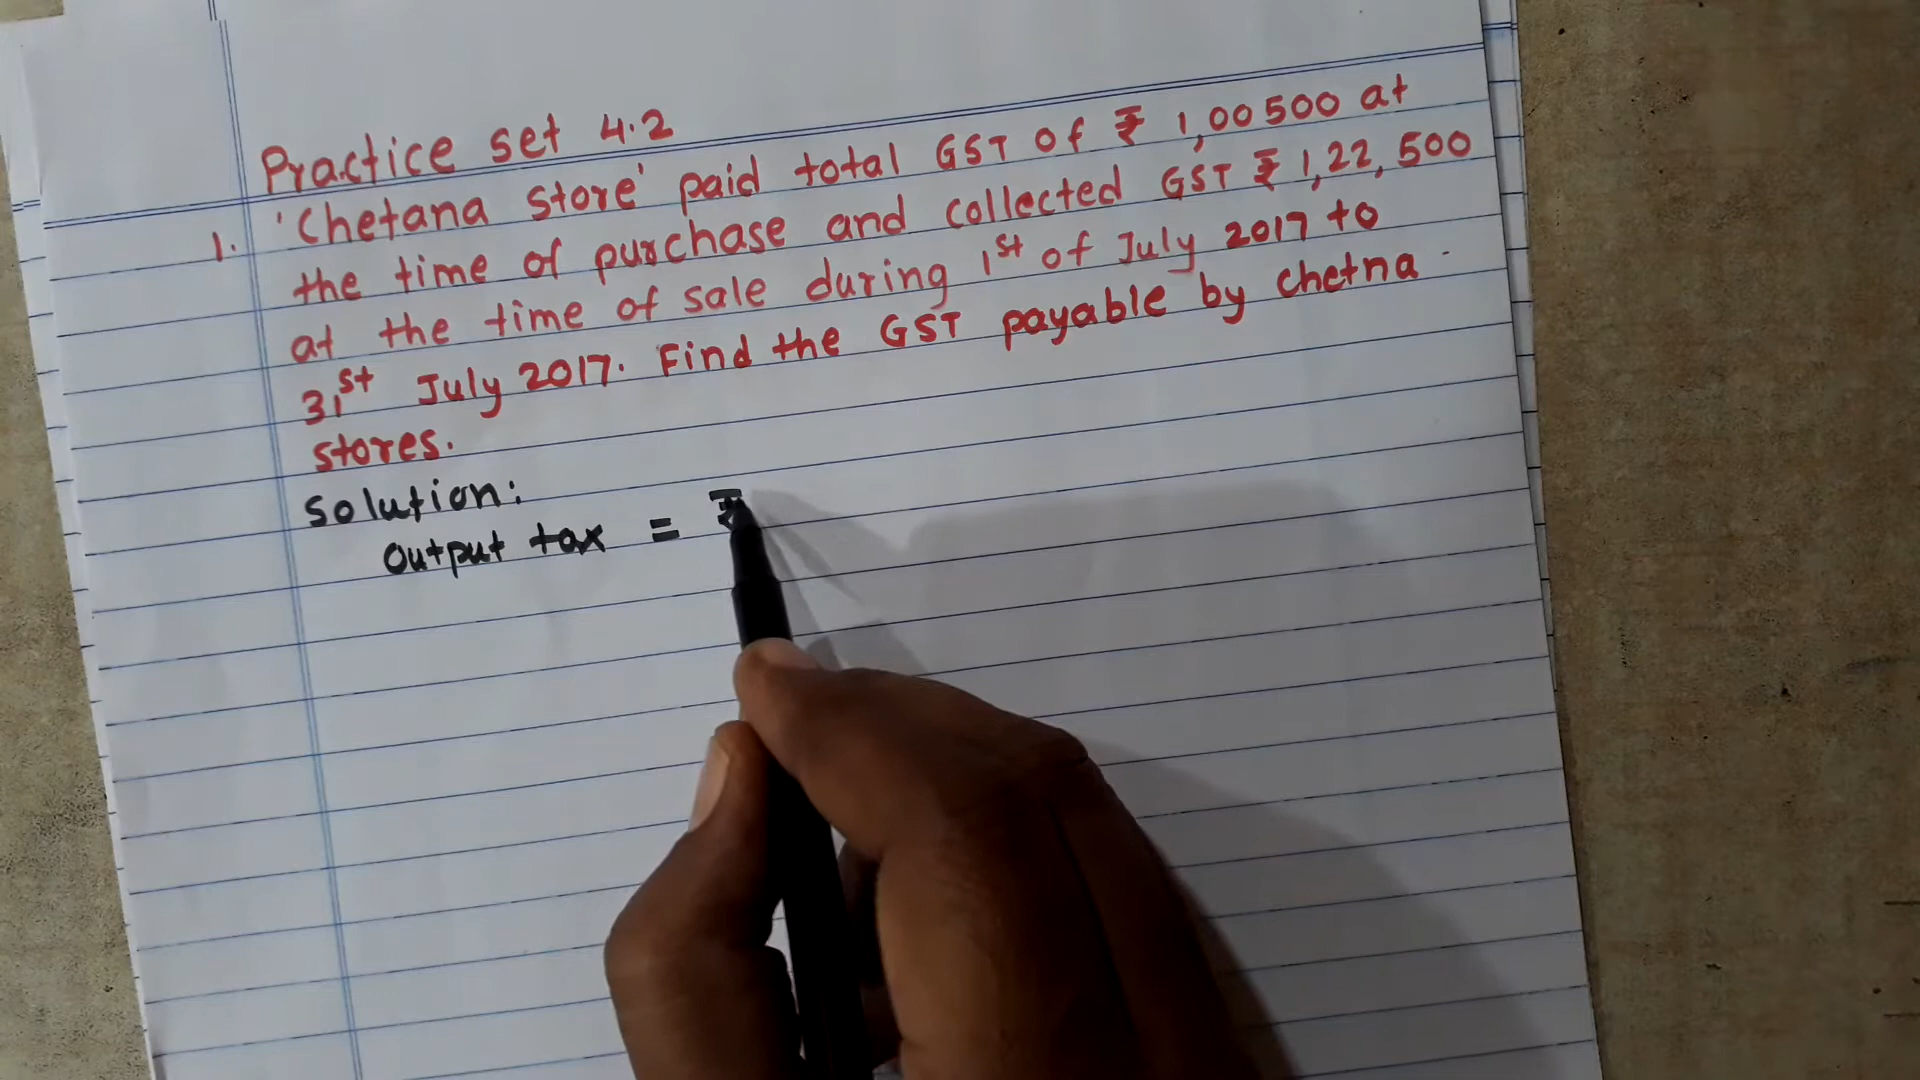 Practice set 4.2
1. 'Chetana store' paid total GST of ₹ 1,00 500 at
the time of purchase and collected GST ₹ 1,22,500
at the time of sale during 1st of July 2017 to
31st July 2017. Find the GST payable by chetna
stores.
Solution:
Output tax = ₹